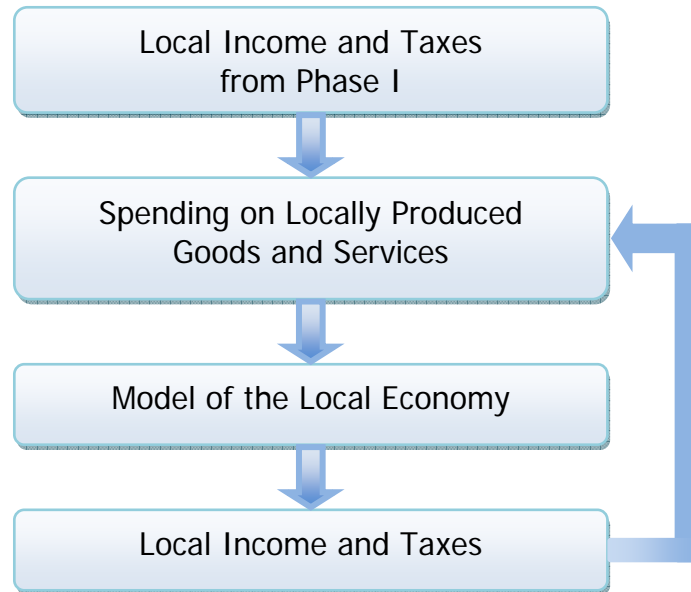 Local Income and Taxes
from Phase I
Spending on Locally Produced
Goods and Services
Model of the Local Economy
Local Income and Taxes